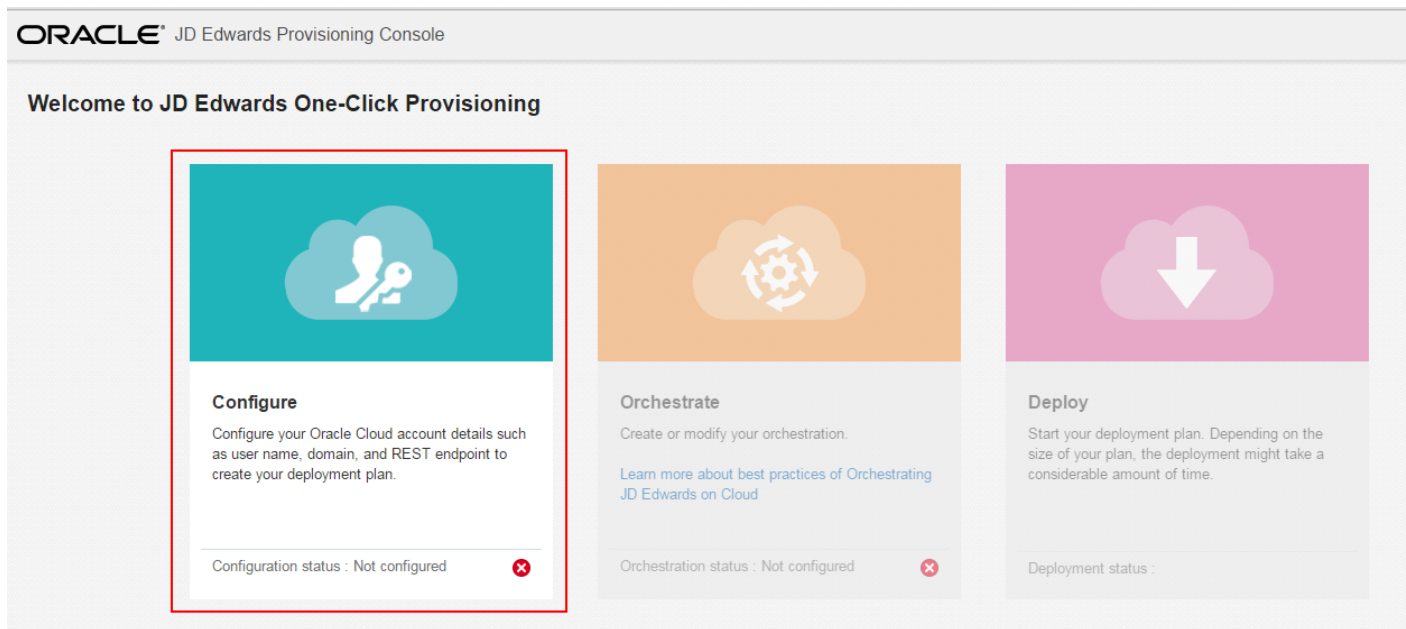 ORACLE® JD Edwards Provisioning Console
Welcome to JD Edwards One-Click Provisioning
Configure
Configure your Oracle Cloud account details such
as user name, domain, and REST endpoint to
create your deployment plan.
Configuration status : Not configured
Orchestrate
Create or modify your orchestration.
Learn more about best practices of Orchestrating
JD Edwards on Cloud
Orchestration status : Not configured
Deploy
Start your deployment plan. Depending on the
size of your plan, the deployment might take a
considerable amount of time.
Deployment status :